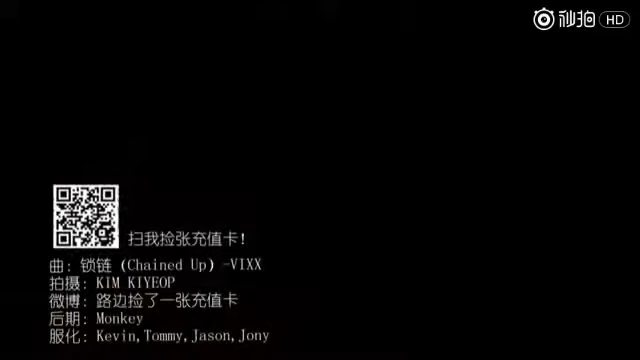 秒拍 HD
扫我捡张充值卡!
曲: 锁链 (Chained Up) -VIXX
拍摄: KIM KIYEOP
微博: 路边捡了一张充值卡
后期: Monkey
服化: Kevin,Tommy,Jason,Jony